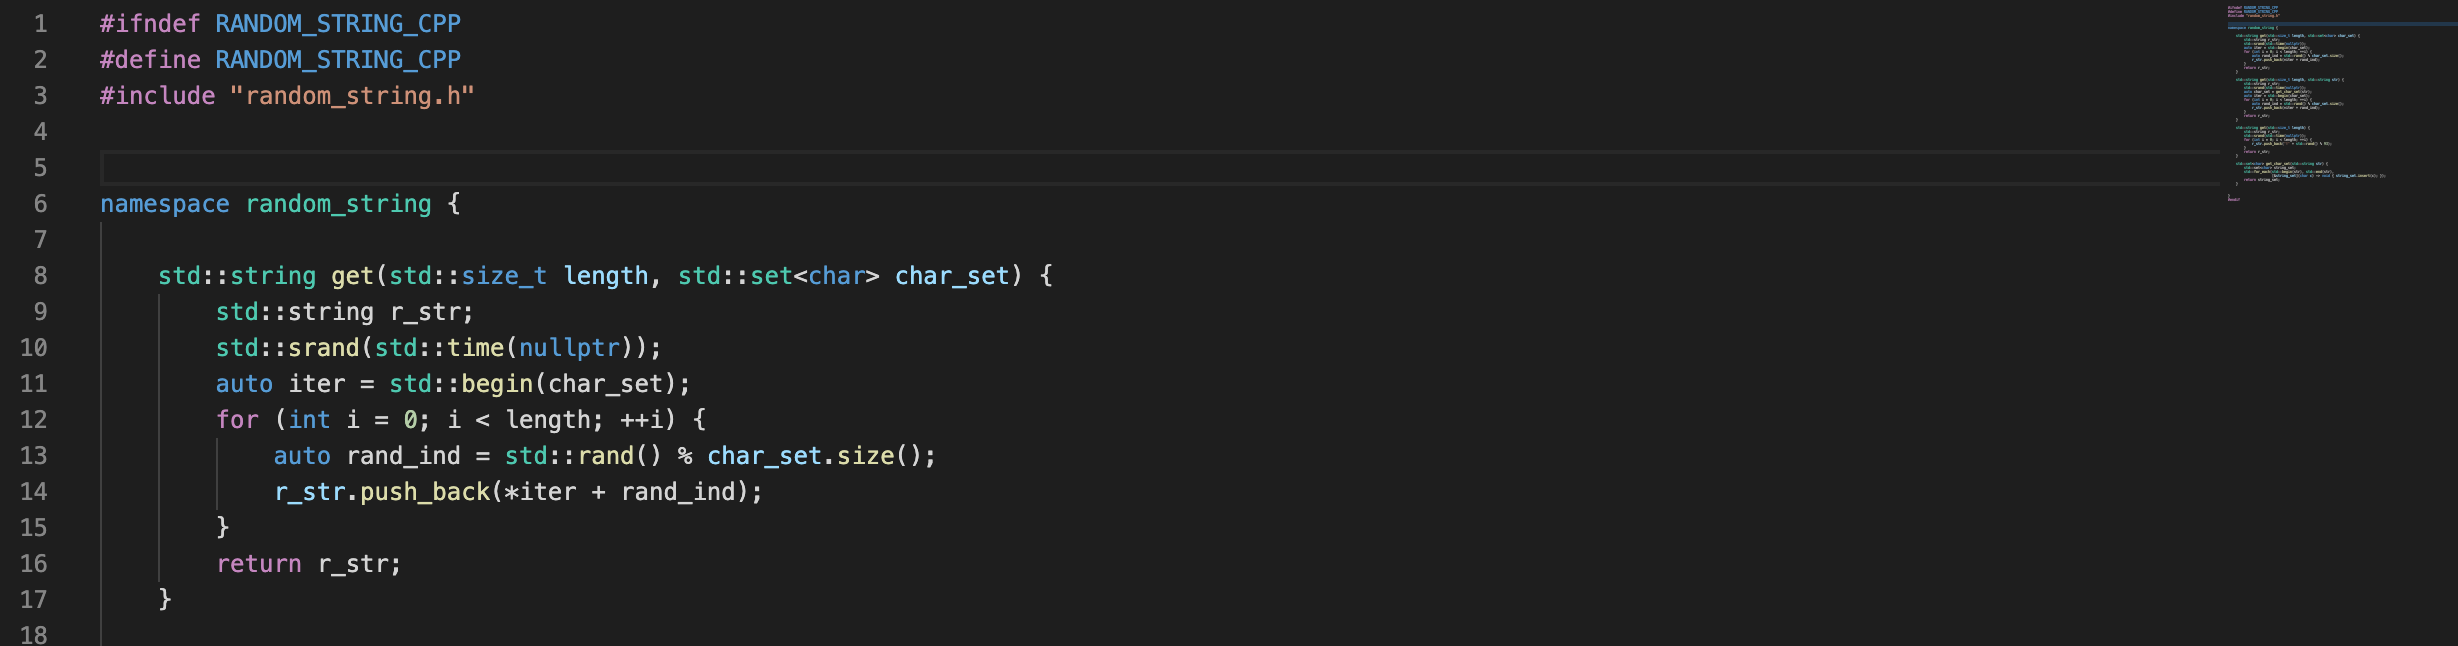 1 #ifndef RANDOM_STRING_CPP
2 #define RANDOM_STRING_CPP
3 #include "random_string.h"
4
5
6 namespace random_string {
7
8     std::string get(std::size_t length, std::set<char> char_set) {
9         std::string r_str;
10         std::srand(std::time(nullptr));
11         auto iter = std::begin(char_set);
12         for (int i = 0; i < length; ++i) {
13             auto rand_ind = std::rand() % char_set.size();
14             r_str.push_back(*iter + rand_ind);
15         }
16         return r_str;
17     }
18